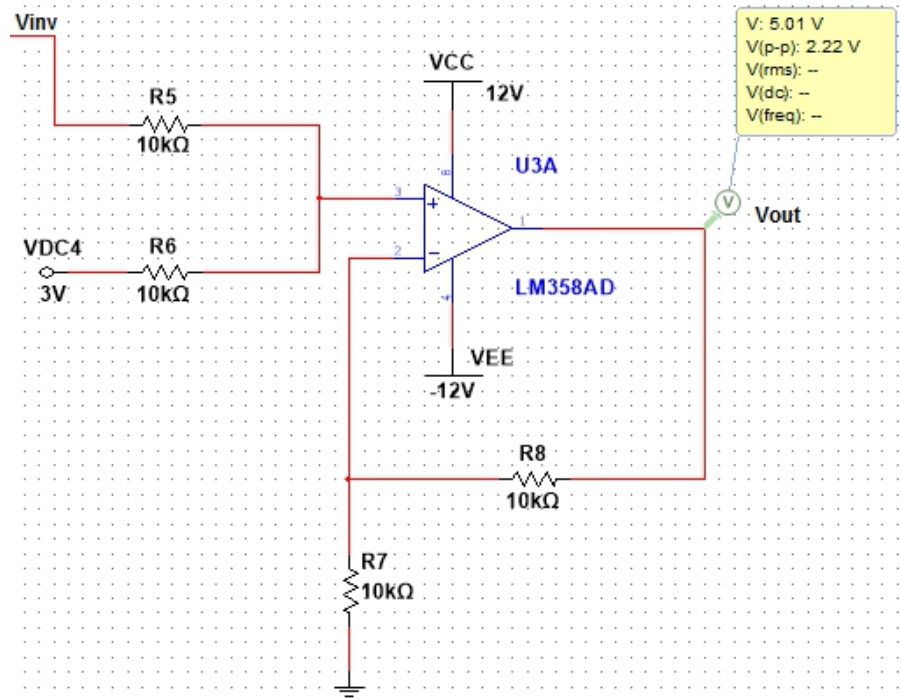 Vinv
V: 5.01 V
V(p-p): 2.22 V
V(rms): --
V(dc): --
V(freq): --
VCC
12V
R5
10kΩ
U3A
8
3
+
1
V
Vout
VDC4
3V
R6
10kΩ
2
−
4
LM358AD
VEE
-12V
R8
10kΩ
R7
10kΩ